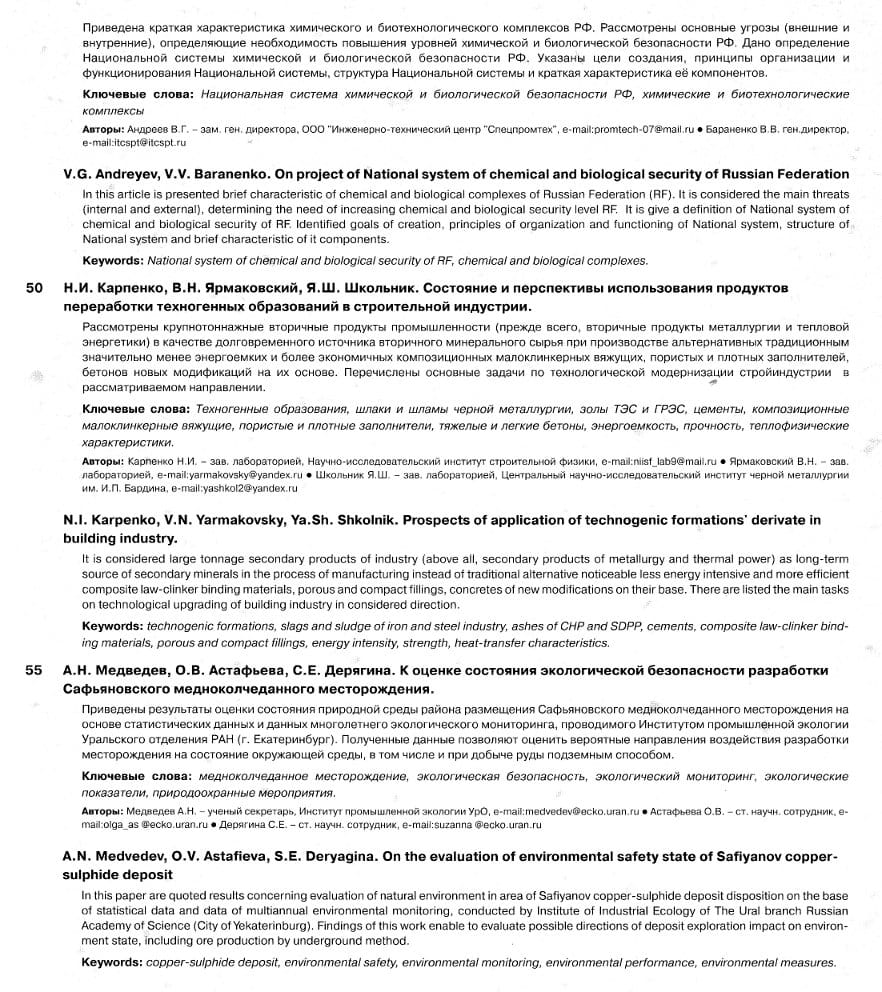 Приведена краткая характеристика химического и биотехнологического комплексов РФ. Рассмотрены основные угрозы (внешние и
внутренние), определяющие необходимость повышения уровней химической и биологической безопасности РФ. Дано определение
Национальной системы химической и биологической безопасности РФ. Указаны цели создания, принципы организации и
функционирования Национальной системы, структура Национальной системы и краткая характеристика её компонентов.
Ключевые слова: Национальная система химической и биологической безопасности РФ, химические и биотехнологические
комплексы
Авторы: Андреев В.Г. – зам. ген. директора, ООО "Инженерно-технический центр "Спецпромтех", e-mail:promtech-07@mail.ru ● Бараненко В.В. ген.директор,
e-mail:itcspt@itcspt.ru
V.G. Andreyev, V.V. Baranenko. On project of National system of chemical and biological security of Russian Federation
In this article is presented brief characteristic of chemical and biological complexes of Russian Federation (RF). It is considered the main threats
(internal and external), determining the need of increasing chemical and biological security level RF. It is give a definition of National system of
chemical and biological security of RF. Identified goals of creation, principles of organization and functioning of National system, structure of
National system and brief characteristic of it components.
Keywords: National system of chemical and biological security of RF, chemical and biological complexes.
50 Н.И. Карпенко, В.Н. Ярмаковский, Я.Ш. Школьник. Состояние и перспективы использования продуктов
переработки техногенных образований в строительной индустрии.
Рассмотрены крупнотоннажные вторичные продукты промышленности (прежде всего, вторичные продукты металлургии и тепловой
энергетики) в качестве долговременного источника вторичного минерального сырья при производстве альтернативных традиционным
значительно менее энергоемких и более экономичных композиционных малоклинкерных вяжущих, пористых и плотных заполнителей,
бетонов новых модификаций на их основе. Перечислены основные задачи по технологической модернизации стройиндустрии в
рассматриваемом направлении.
Ключевые слова: Техногенные образования, шлаки и шламы черной металлургии, золы ТЭС и ГРЭС, цементы, композиционные
малоклинкерные вяжущие, пористые и плотные заполнители, тяжелые и легкие бетоны, энергоемкость, прочность, теплофизические
характеристики.
Авторы: Карпенко Н.И. – зав. лабораторией, Научно-исследовательский институт строительной физики, e-mail:niisf_lab9@mail.ru ● Ярмаковский В.Н. – зав.
лабораторией, e-mail:yarmakovsky@yandex.ru ● Школьник Я.Ш. – зав. лабораторией, Центральный научно-исследовательский институт черной металлургии
им. И.П. Бардина, e-mail:yashkol2@yandex.ru
N.I. Karpenko, V.N. Yarmakovsky, Ya.Sh. Shkolnik. Prospects of application of technogenic formations' derivate in
building industry.
It is considered large tonnage secondary products of industry (above all, secondary products of metallurgy and thermal power) as long-term
source of secondary minerals in the process of manufacturing instead of traditional alternative noticeable less energy intensive and more efficient
composite law-clinker binding materials, porous and compact fillings, concretes of new modifications on their base. There are listed the main tasks
on technological upgrading of building industry in considered direction.
Keywords: technogenic formations, slags and sludge of iron and steel industry, ashes of CHP and SDPP, cements, composite law-clinker bind-
ing materials, porous and compact fillings, energy intensity, strength, heat-transfer characteristics.
55 А.Н. Медведев, О.В. Астафьева, С.Е. Дерягина. К оценке состояния экологической безопасности разработки
Сафьяновского медноколчеданного месторождения.
Приведены результаты оценки состояния природной среды района размещения Сафьяновского медноколчеданного месторождения на
основе статистических данных и данных многолетнего экологического мониторинга, проводимого Институтом промышленной экологии
Уральского отделения РАН (г. Екатеринбург). Полученные данные позволяют оценить вероятные направления воздействия разработки
месторождения на состояние окружающей среды, в том числе и при добыче руды подземным способом.
Ключевые слова: медноколчеданное месторождение, экологическая безопасность, экологический мониторинг, экологические
показатели, природоохранные мероприятия.
Авторы: Медведев А.Н. – ученый секретарь, Институт промышленной экологии УрО, e-mail:medvedev@ecko.uran.ru ● Астафьева О.В. – ст. научн. сотрудник, e-
mail:olga_as @ecko.uran.ru ● Дерягина С.Е. – ст. научн. сотрудник, e-mail:suzanna @ecko.uran.ru
A.N. Medvedev, O.V. Astafieva, S.E. Deryagina. On the evaluation of environmental safety state of Safiyanov copper-
sulphide deposit
In this paper are quoted results concerning evaluation of natural environment in area of Safiyanov copper-sulphide deposit disposition on the base
of statistical data and data of multiannual environmental monitoring, conducted by Institute of Industrial Ecology of The Ural branch Russian
Academy of Science (City of Yekaterinburg). Findings of this work enable to evaluate possible directions of deposit exploration impact on environ-
ment state, including ore production by underground method.
Keywords: copper-sulphide deposit, environmental safety, environmental monitoring, environmental performance, environmental measures.